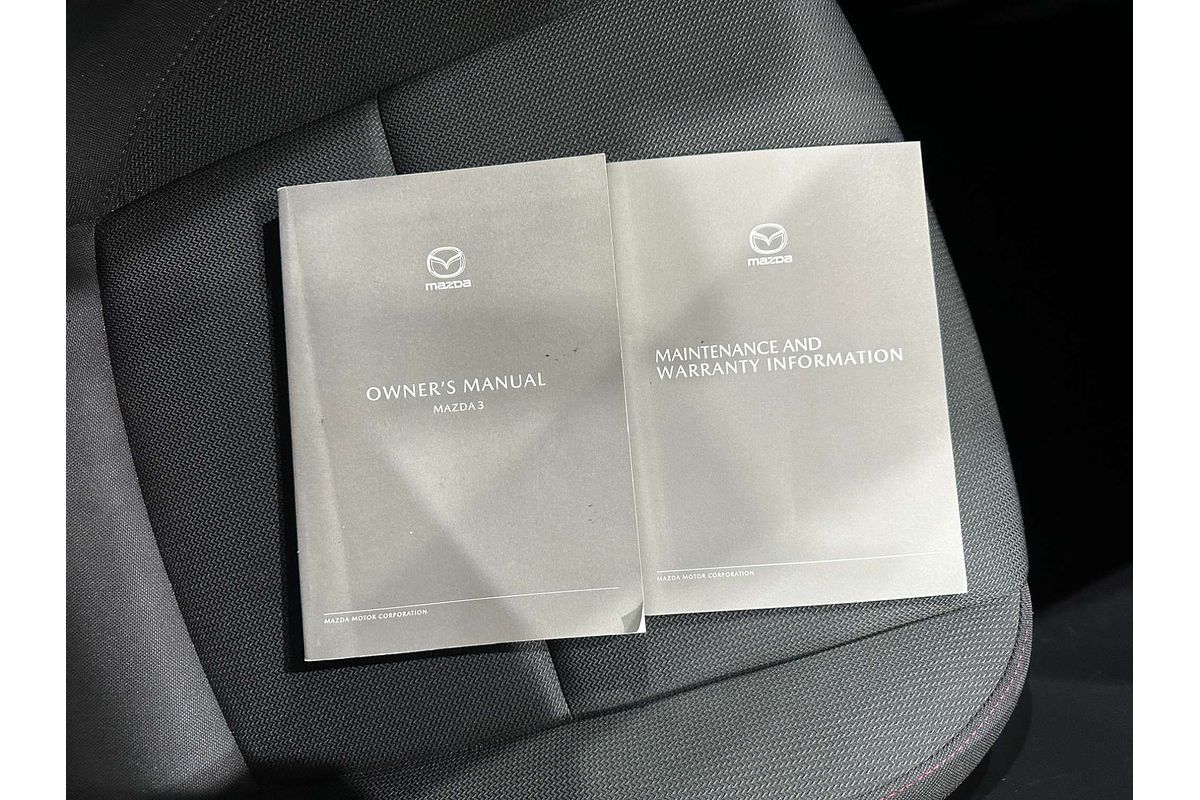 mazda
OWNER'S MANUAL
MAZDA 3
MAZDA MOTOR CORPORATION
mazda
MAINTENANCE AND
WARRANTY INFORMATION
MAZDA MOTOR CORPORATION